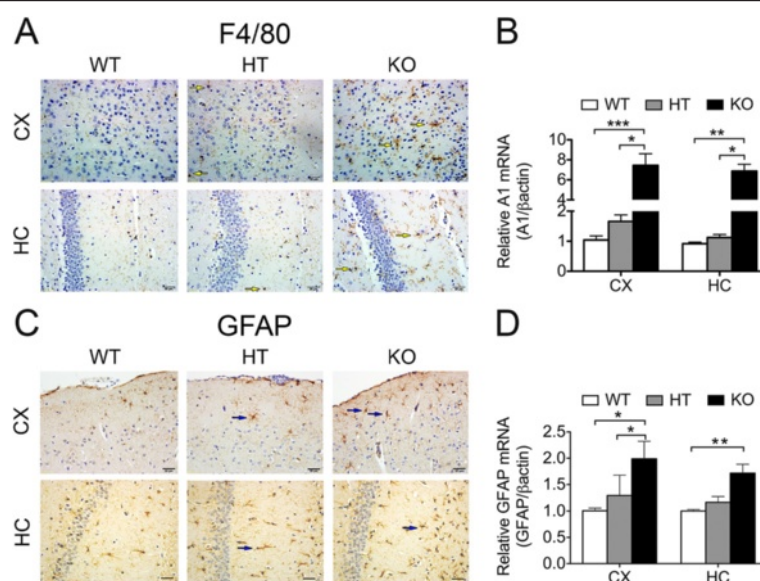 A
F4/80
WT HT KO
CX
HC
B
WT HT KO
*** **
* *
Relative A1 mRNA
(A1/βactin)
10
8
6
4
2
1
0
CX HC
C
GFAP
WT HT KO
CX
HC
D
WT HT KO
* **
*
Relative GFAP mRNA
(GFAP/βactin)
2.5
2.0
1.5
1.0
0.5
0.0
CX HC